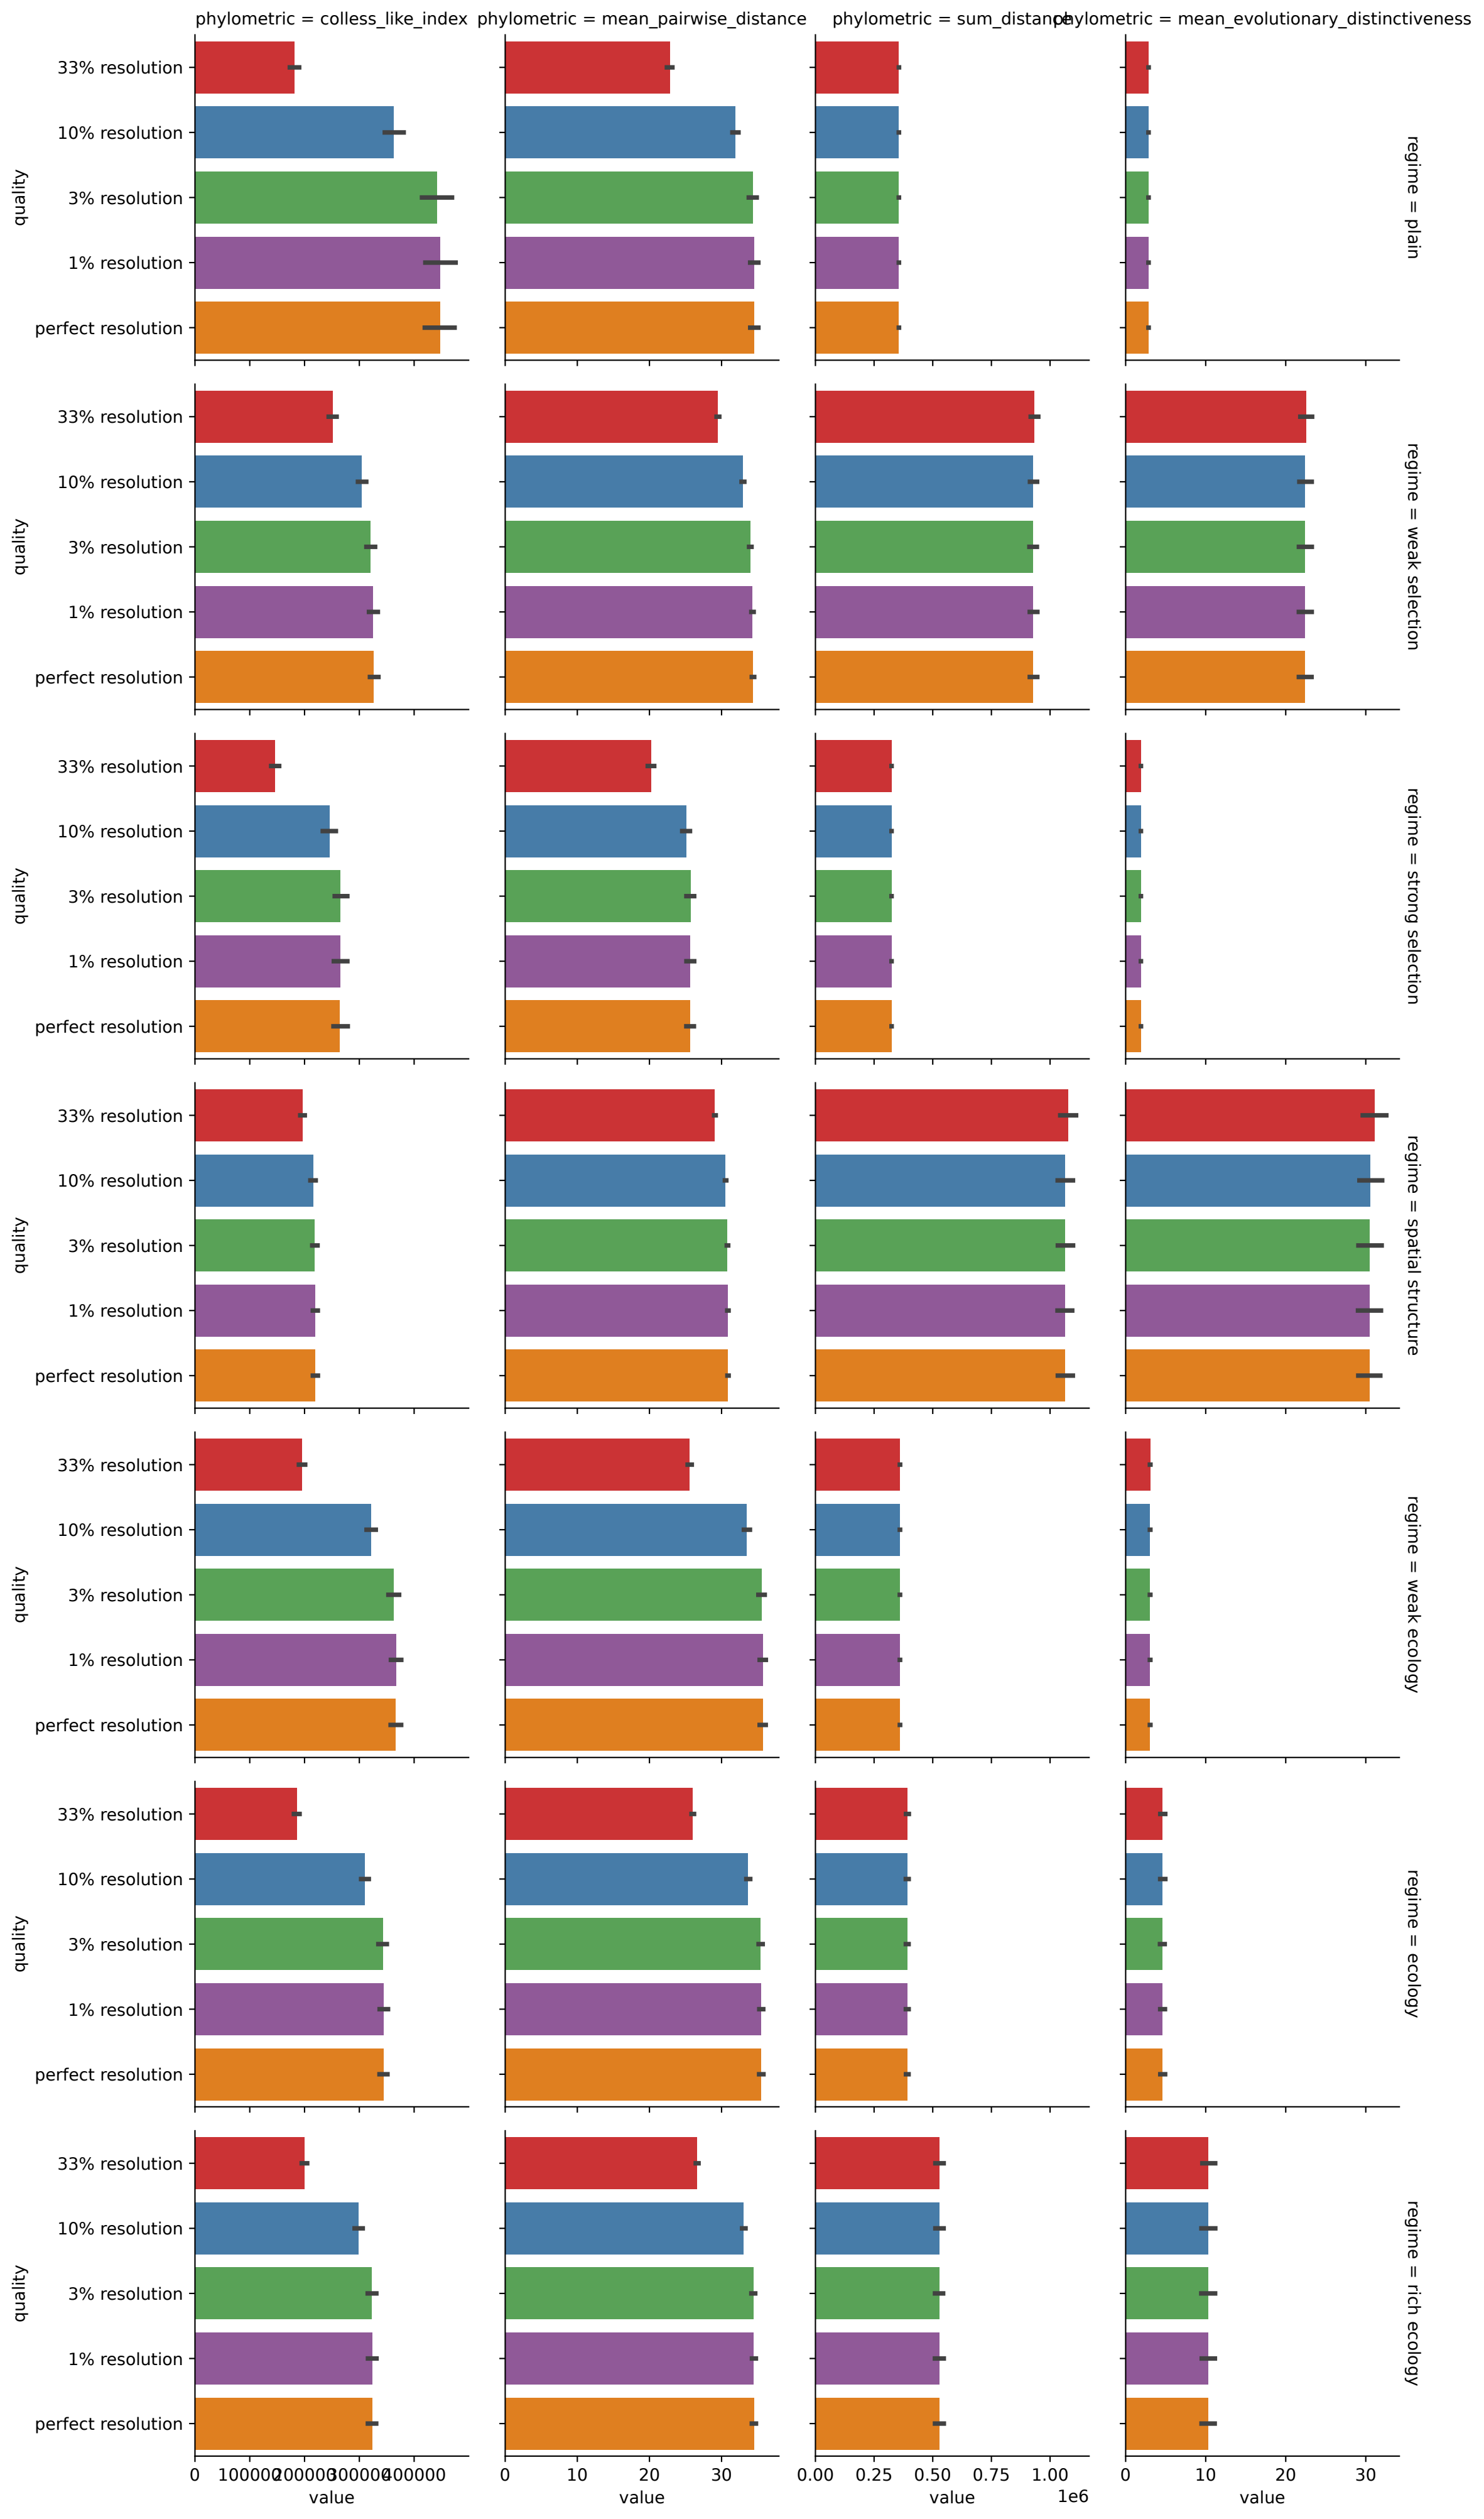 phylometric = colless_like_index
phylometric = mean_pairwise_distance
phylometric = sum_distance
phylometric = mean_evolutionary_distinctiveness
33% resolution
10% resolution
3% resolution
1% resolution
perfect resolution
quality
regime = plain
33% resolution
10% resolution
3% resolution
1% resolution
perfect resolution
quality
regime = weak selection
33% resolution
10% resolution
3% resolution
1% resolution
perfect resolution
quality
regime = strong selection
33% resolution
10% resolution
3% resolution
1% resolution
perfect resolution
quality
regime = spatial structure
33% resolution
10% resolution
3% resolution
1% resolution
perfect resolution
quality
regime = weak ecology
33% resolution
10% resolution
3% resolution
1% resolution
perfect resolution
quality
regime = ecology
33% resolution
10% resolution
3% resolution
1% resolution
perfect resolution
quality
regime = rich ecology
0 100000 200000 300000 400000
0 10 20 30
0.00 0.25 0.50 0.75 1.00
0 10 20 30
1e6
value
value
value
value